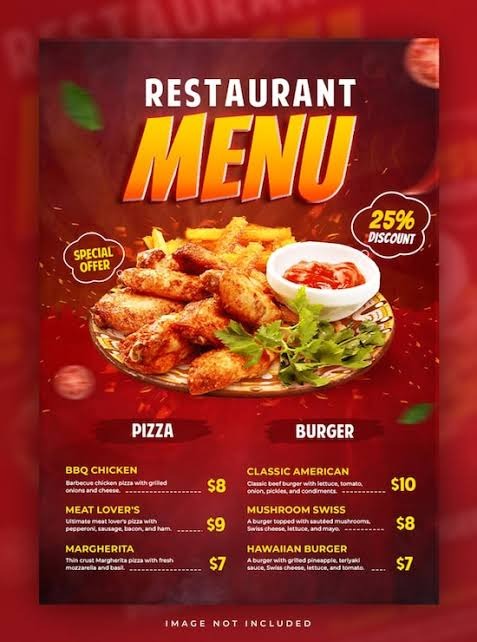 RESTAURANT
MENU
SPECIAL
OFFER
25%
DISCOUNT
PIZZA
BBQ CHICKEN
Barbecue chicken pizza with grilled
onions and cheese. $8
MEAT LOVER'S
Ultimate meat lover's pizza with
pepperoni, sausage, bacon, and ham. $9
MARGHERITA
Thin crust Margherita pizza with fresh
mozzarella and basil. $7
BURGER
CLASSIC AMERICAN
Classic beef burger with lettuce, tomato,
onion, pickles, and condiments. $10
MUSHROOM SWISS
A burger topped with sautéed mushrooms,
Swiss cheese, lettuce, and mayo. $8
HAWAIIAN BURGER
A burger with grilled pineapple, teriyaki
sauce, Swiss cheese, lettuce, and tomato. $7
IMAGE NOT INCLUDED